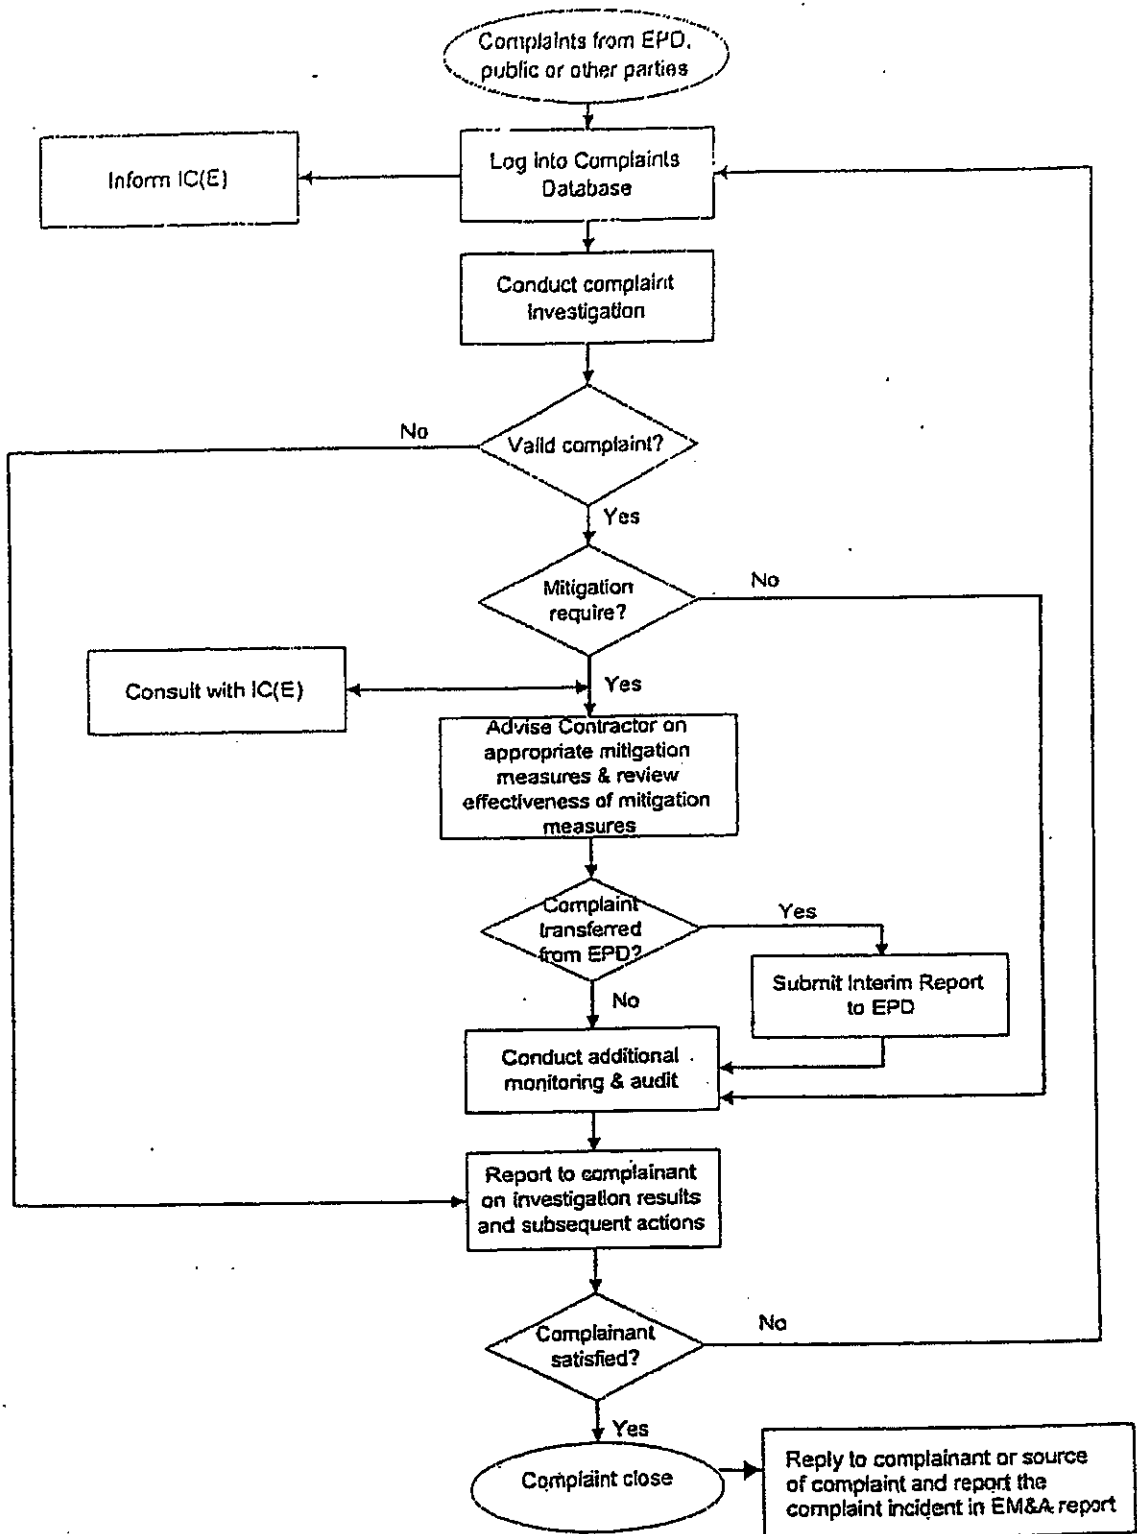 Complaints from EPD,
public or other parties
Inform IC(E)
Log into Complaints
Database
Conduct complaint
Investigation
No
Valid complaint?
Yes
Mitigation
require?
No
Consult with IC(E)
Yes
Advise Contractor on
appropriate mitigation
measures & review
effectiveness of mitigation
measures
Complaint
transferred
from EPD?
Yes
Submit Interim Report
to EPD
No
Conduct additional
monitoring & audit
Report to complainant
on investigation results
and subsequent actions
Complainant
satisfied?
No
Yes
Complaint close
Reply to complainant or source
of complaint and report the
complaint incident in EM&A report